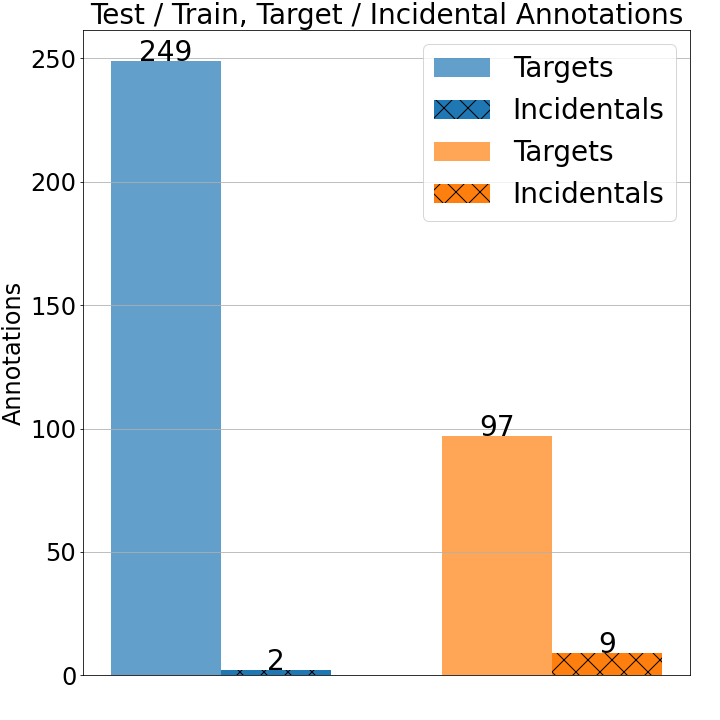 Test / Train, Target / Incidental Annotations
Annotations
250
200
150
100
50
0
249
2
97
9
Targets
Incidentals
Targets
Incidentals